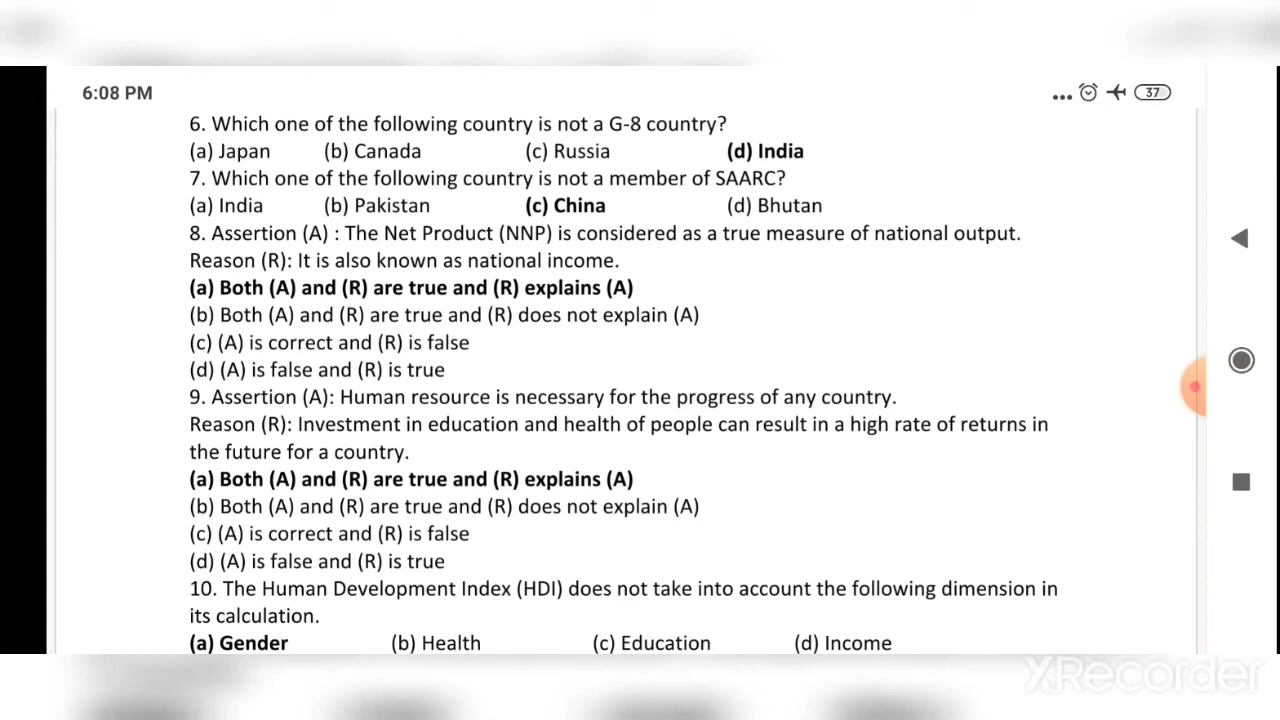 6:08 PM
37
6. Which one of the following country is not a G-8 country?
(a) Japan (b) Canada (c) Russia (d) India
7. Which one of the following country is not a member of SAARC?
(a) India (b) Pakistan (c) China (d) Bhutan
8. Assertion (A) : The Net Product (NNP) is considered as a true measure of national output.
Reason (R): It is also known as national income.
(a) Both (A) and (R) are true and (R) explains (A)
(b) Both (A) and (R) are true and (R) does not explain (A)
(c) (A) is correct and (R) is false
(d) (A) is false and (R) is true
9. Assertion (A): Human resource is necessary for the progress of any country.
Reason (R): Investment in education and health of people can result in a high rate of returns in
the future for a country.
(a) Both (A) and (R) are true and (R) explains (A)
(b) Both (A) and (R) are true and (R) does not explain (A)
(c) (A) is correct and (R) is false
(d) (A) is false and (R) is true
10. The Human Development Index (HDI) does not take into account the following dimension in
its calculation.
(a) Gender (b) Health (c) Education (d) Income
XRecorder